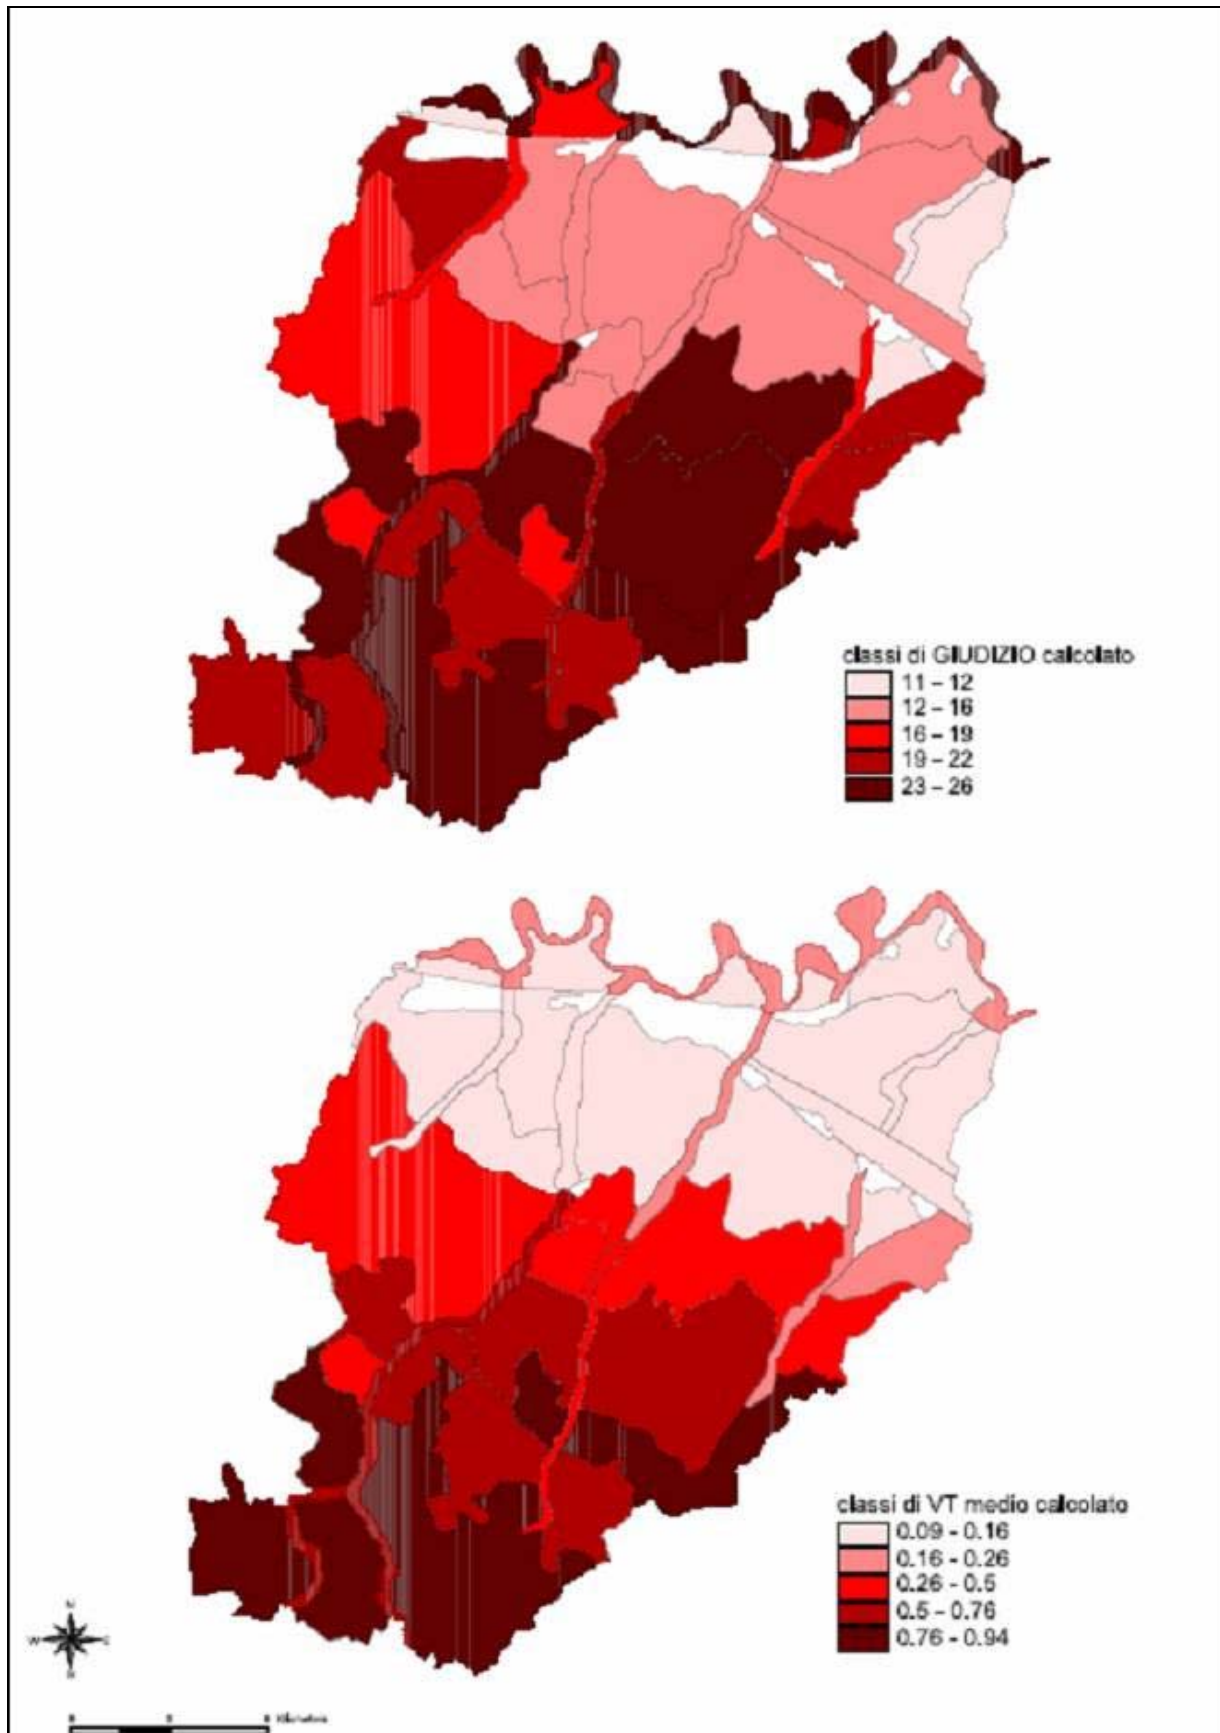 classi di GIUDIZIO calcolato
11 – 12
12 – 16
16 – 19
19 – 22
23 – 26
classi di VT medio calcolato
0.09 - 0.16
0.16 - 0.26
0.26 - 0.5
0.5 - 0.76
0.76 - 0.94
N
W
S